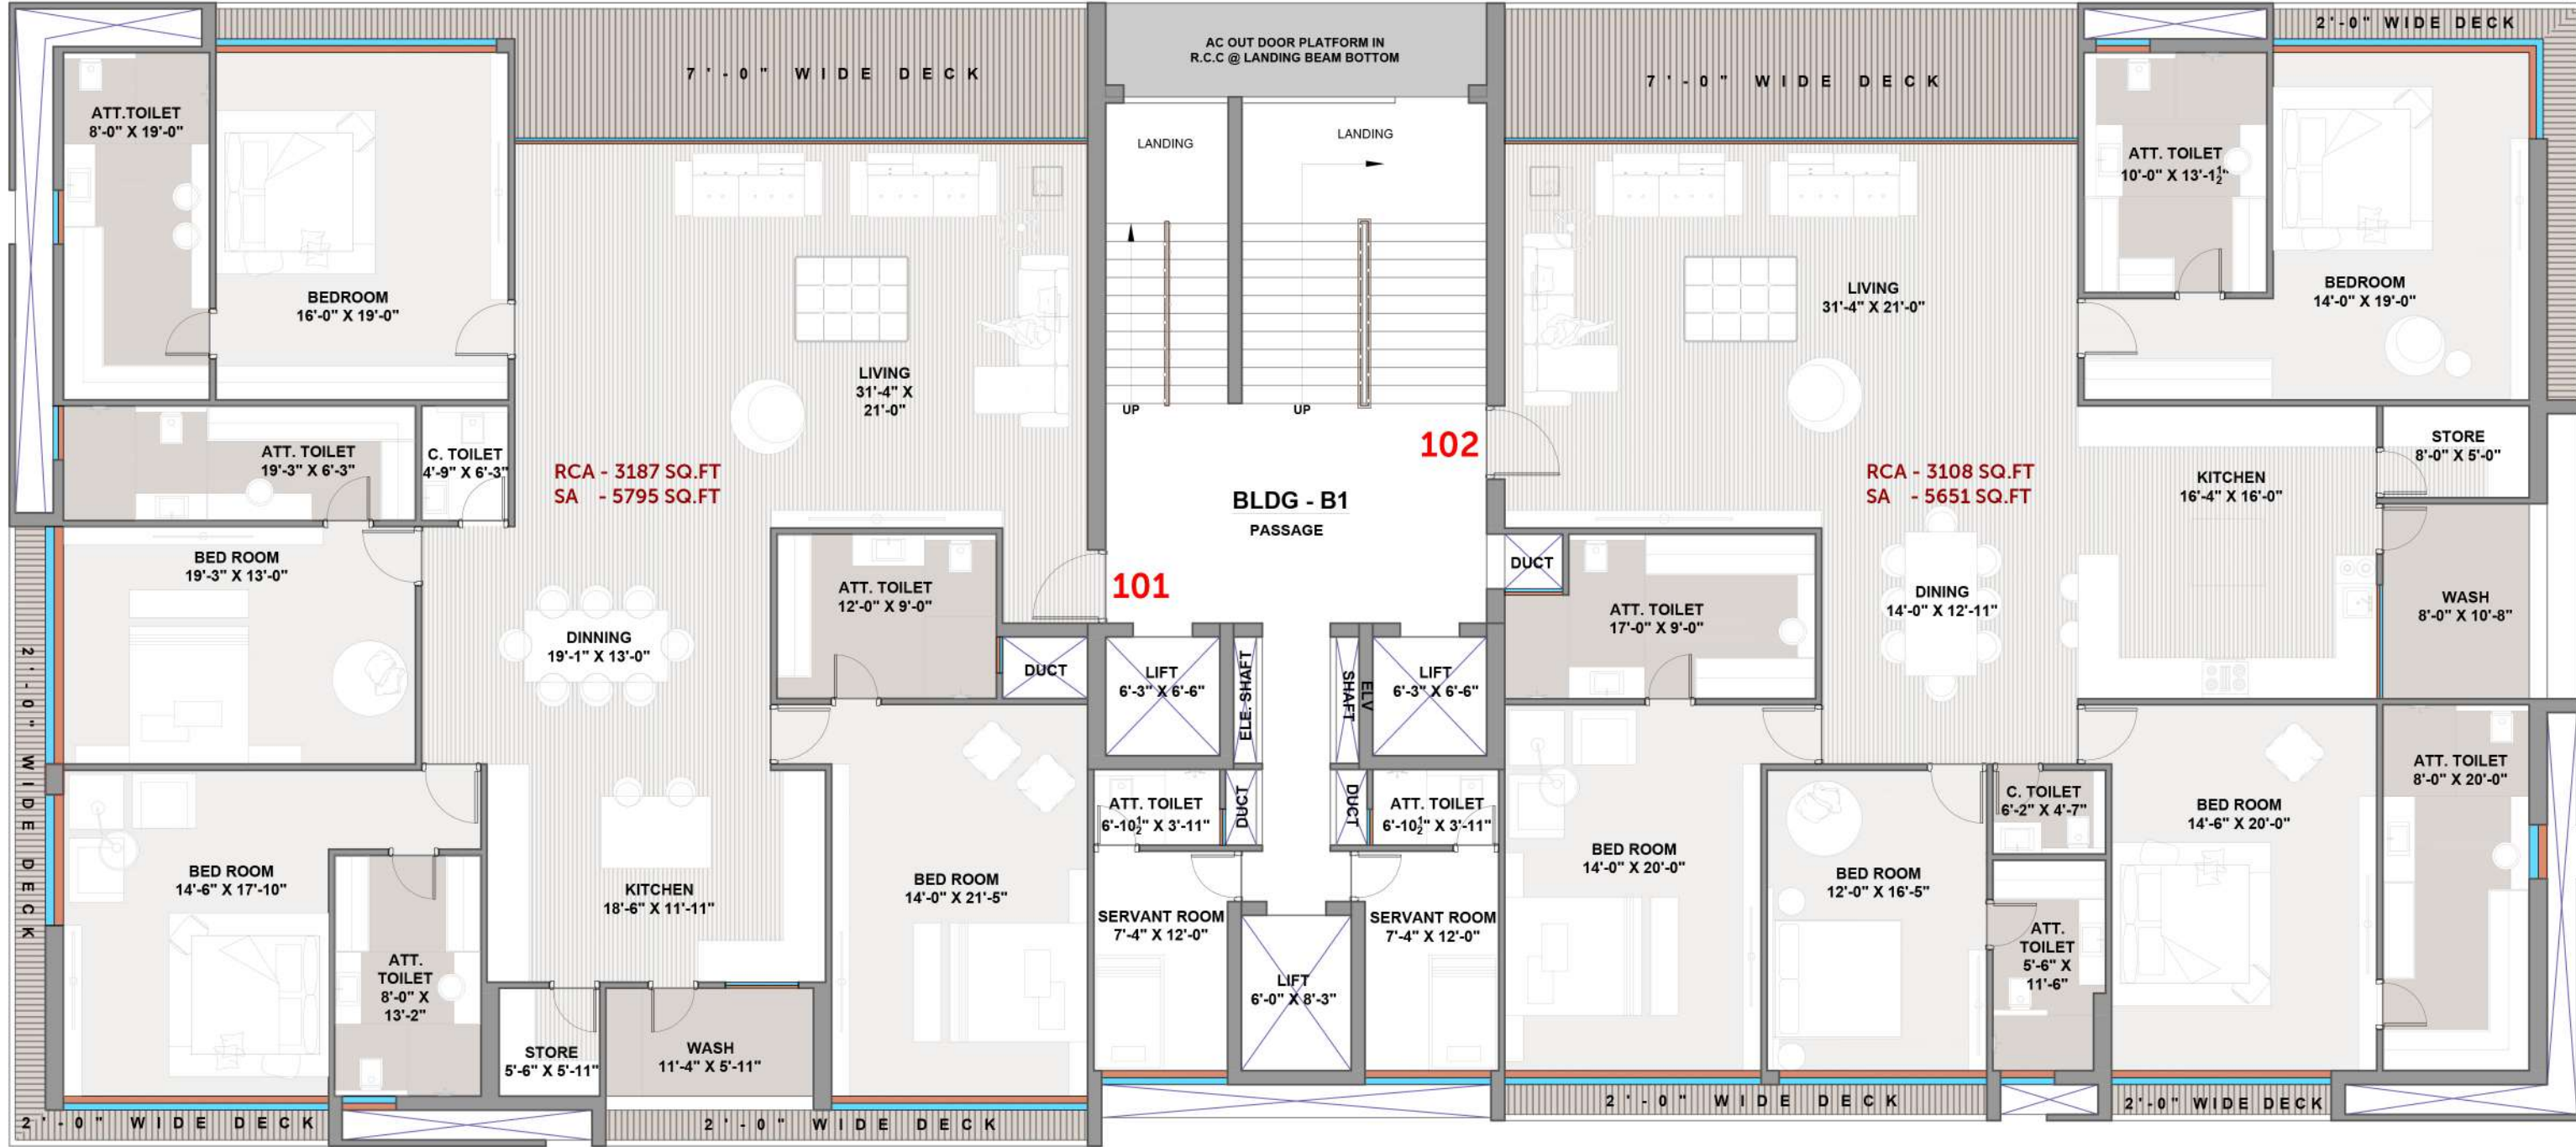 2'-0" WIDE DECK
AC OUT DOOR PLATFORM IN
R.C.C @ LANDING BEAM BOTTOM
7'-0" WIDE DECK
7'-0" WIDE DECK
ATT.TOILET
8'-0" X 19'-0"
LANDING
LANDING
ATT. TOILET
10'-0" X 13'-1½"
BEDROOM
16'-0" X 19'-0"
LIVING
31'-4" X 21'-0"
BEDROOM
14'-0" X 19'-0"
LIVING
31'-4" X
21'-0"
UP
UP
ATT. TOILET
19'-3" X 6'-3"
C. TOILET
4'-9" X 6'-3"
RCA - 3187 SQ.FT
SA - 5795 SQ.FT
102
RCA - 3108 SQ.FT
SA - 5651 SQ.FT
STORE
8'-0" X 5'-0"
KITCHEN
16'-4" X 16'-0"
BLDG - B1
PASSAGE
BED ROOM
19'-3" X 13'-0"
ATT. TOILET
12'-0" X 9'-0"
101
DUCT
ATT. TOILET
17'-0" X 9'-0"
DINING
14'-0" X 12'-11"
WASH
8'-0" X 10'-8"
DINNING
19'-1" X 13'-0"
DUCT
LIFT
6'-3" X 6'-6"
ELE. SHAFT
ELV
SHAFT
LIFT
6'-3" X 6'-6"
2'-0" WIDE DECK
ATT. TOILET
8'-0" X 20'-0"
ATT. TOILET
6'-10½" X 3'-11"
DUCT
DUCT
ATT. TOILET
6'-10½" X 3'-11"
C. TOILET
6'-2" X 4'-7"
BED ROOM
14'-6" X 20'-0"
BED ROOM
14'-6" X 17'-10"
KITCHEN
18'-6" X 11'-11"
BED ROOM
14'-0" X 21'-5"
BED ROOM
14'-0" X 20'-0"
BED ROOM
12'-0" X 16'-5"
SERVANT ROOM
7'-4" X 12'-0"
SERVANT ROOM
7'-4" X 12'-0"
ATT.
TOILET
8'-0" X
13'-2"
LIFT
6'-0" X 8'-3"
ATT.
TOILET
5'-6" X
11'-6"
STORE
5'-6" X 5'-11"
WASH
11'-4" X 5'-11"
2'-0" WIDE DECK
2'-0" WIDE DECK
2'-0" WIDE DECK
2'-0" WIDE DECK